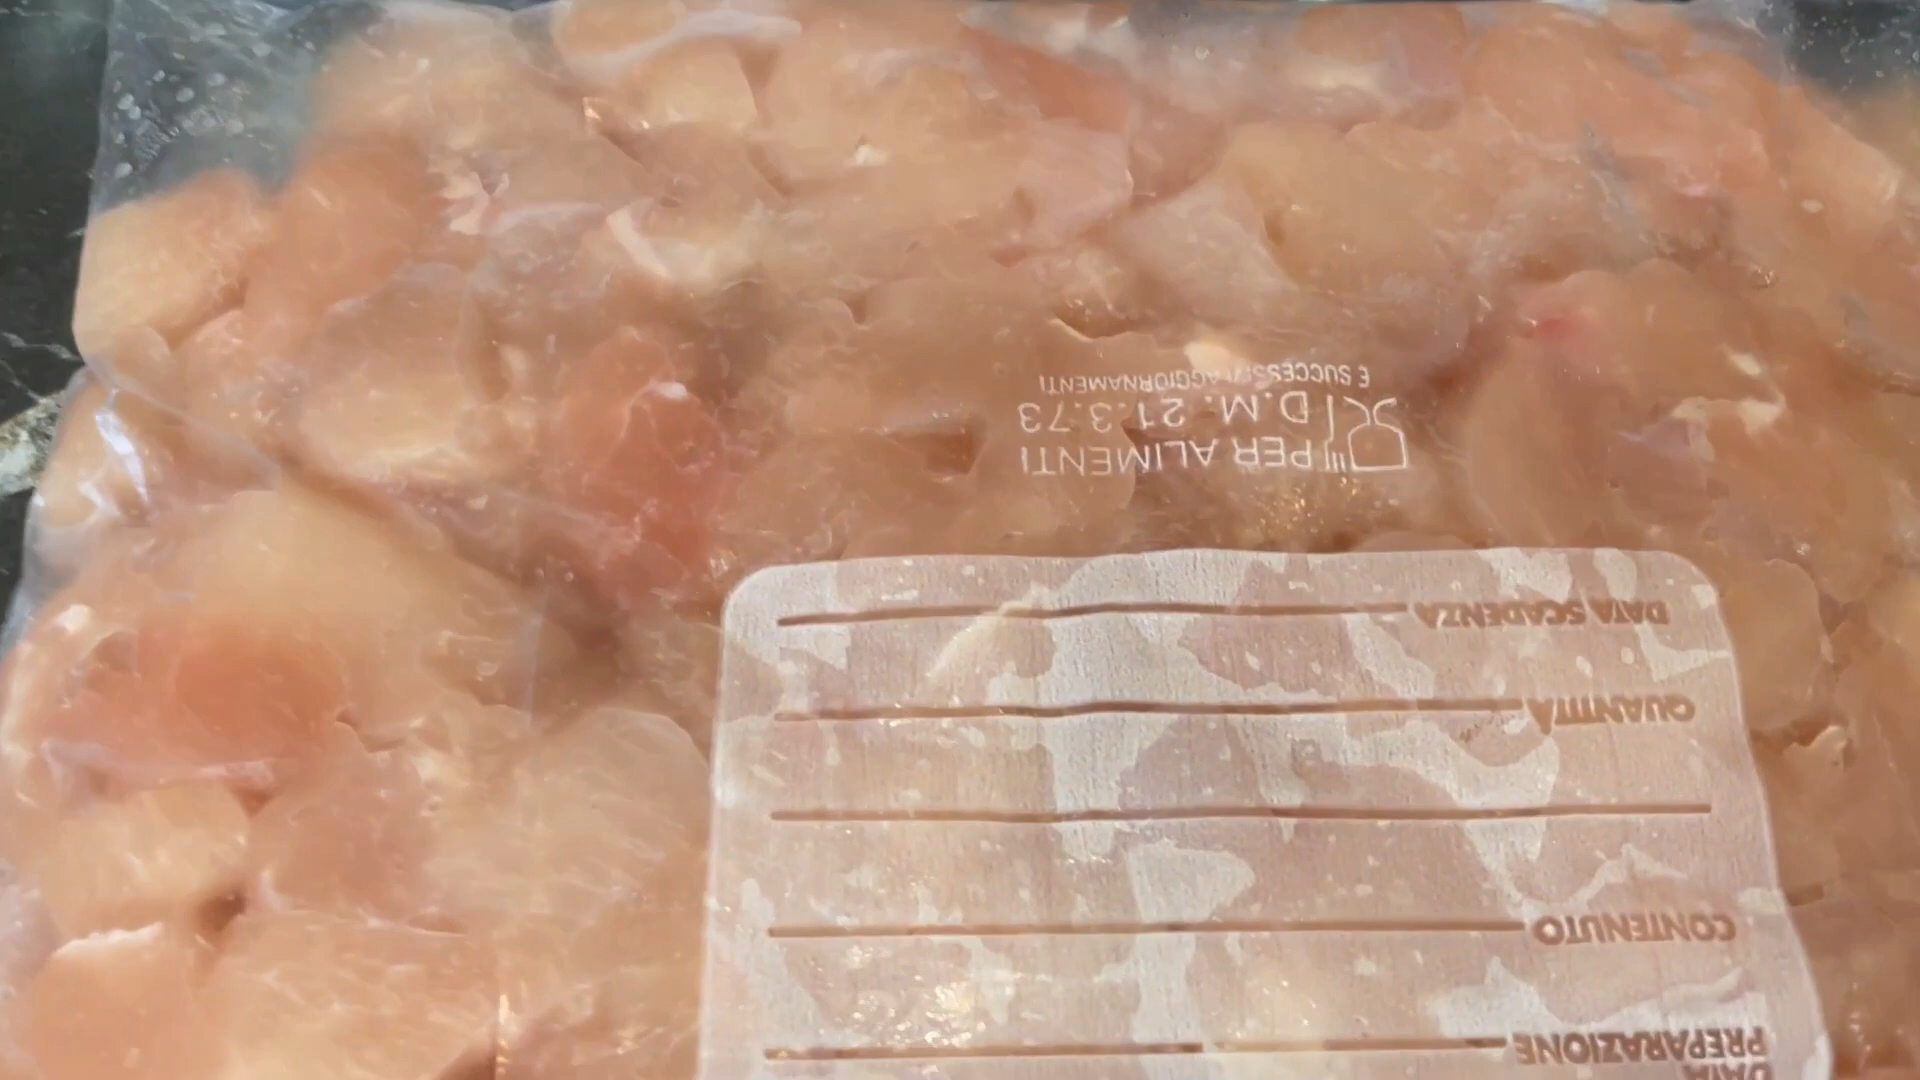 DATA
PREPARAZIONE
CONTENUTO
QUANTITÀ
DATA SCADENZA
PER ALIMENTI
D.M. 21.3.73
E SUCCESSIVI AGGIORNAMENTI